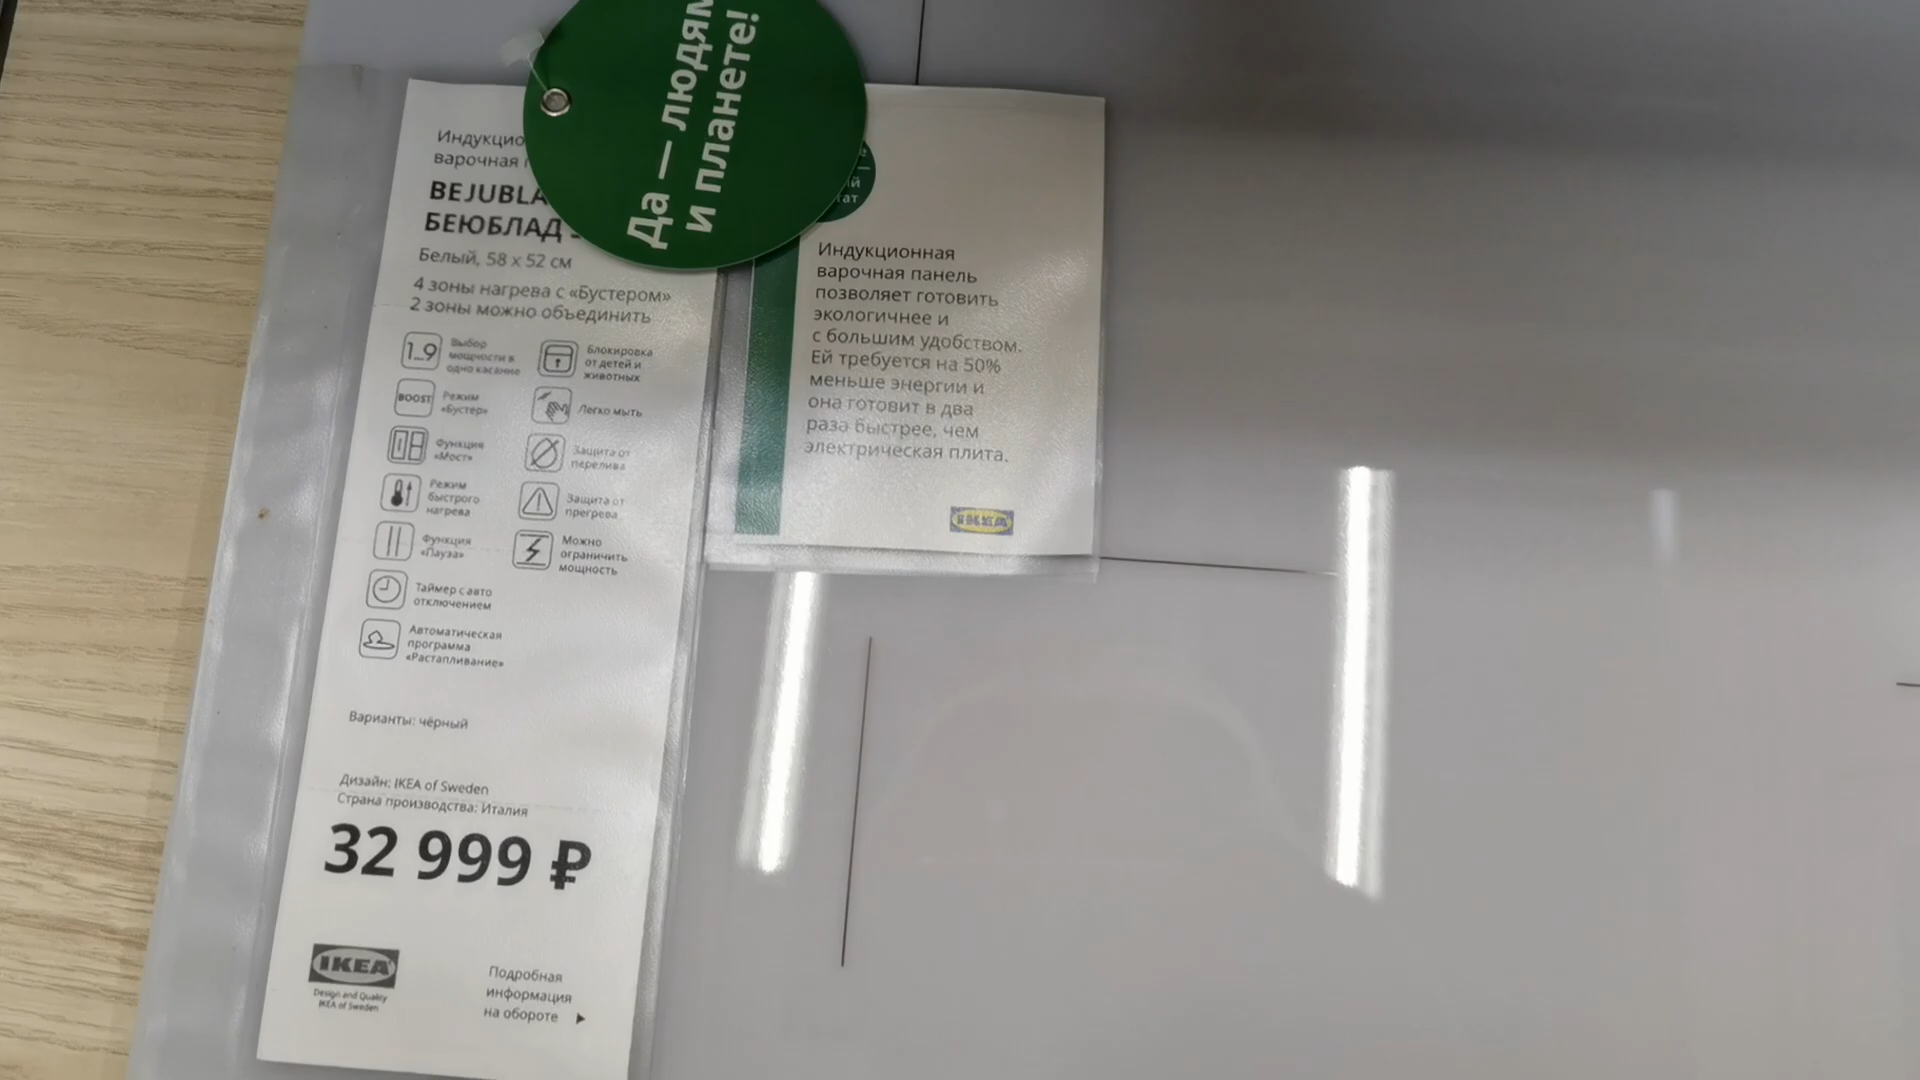 Да — людям
и планете!
варочная
BEJUBLA
БЕЮБЛАД
Белый, 58 x 52 см
4 зоны нагрева с «Бустером»
2 зоны можно объединить
1...9
Выбор
мощности в
одно касание
BOOST
Режим
«Бустер»
Функция
«Мост»
Режим
быстрого
нагрева
Функция
«Пауза»
Таймер с авто
отключением
Автоматическая
программа
«Растапливание»
Блокировка
от детей и
животных
Легко мыть
Защита от
перелива
Защита от
прегрева
Можно
ограничить
мощность
Варианты: чёрный
Дизайн: IKEA of Sweden
Страна производства: Италия
32 999 ₽
IKEA
Design and Quality
IKEA of Sweden
Подробная
информация
на обороте
Индукционная
варочная панель
позволяет готовить
экологичнее и
с большим удобством.
Ей требуется на 50%
меньше энергии и
она готовит в два
раза быстрее, чем
электрическая плита.
IKEA